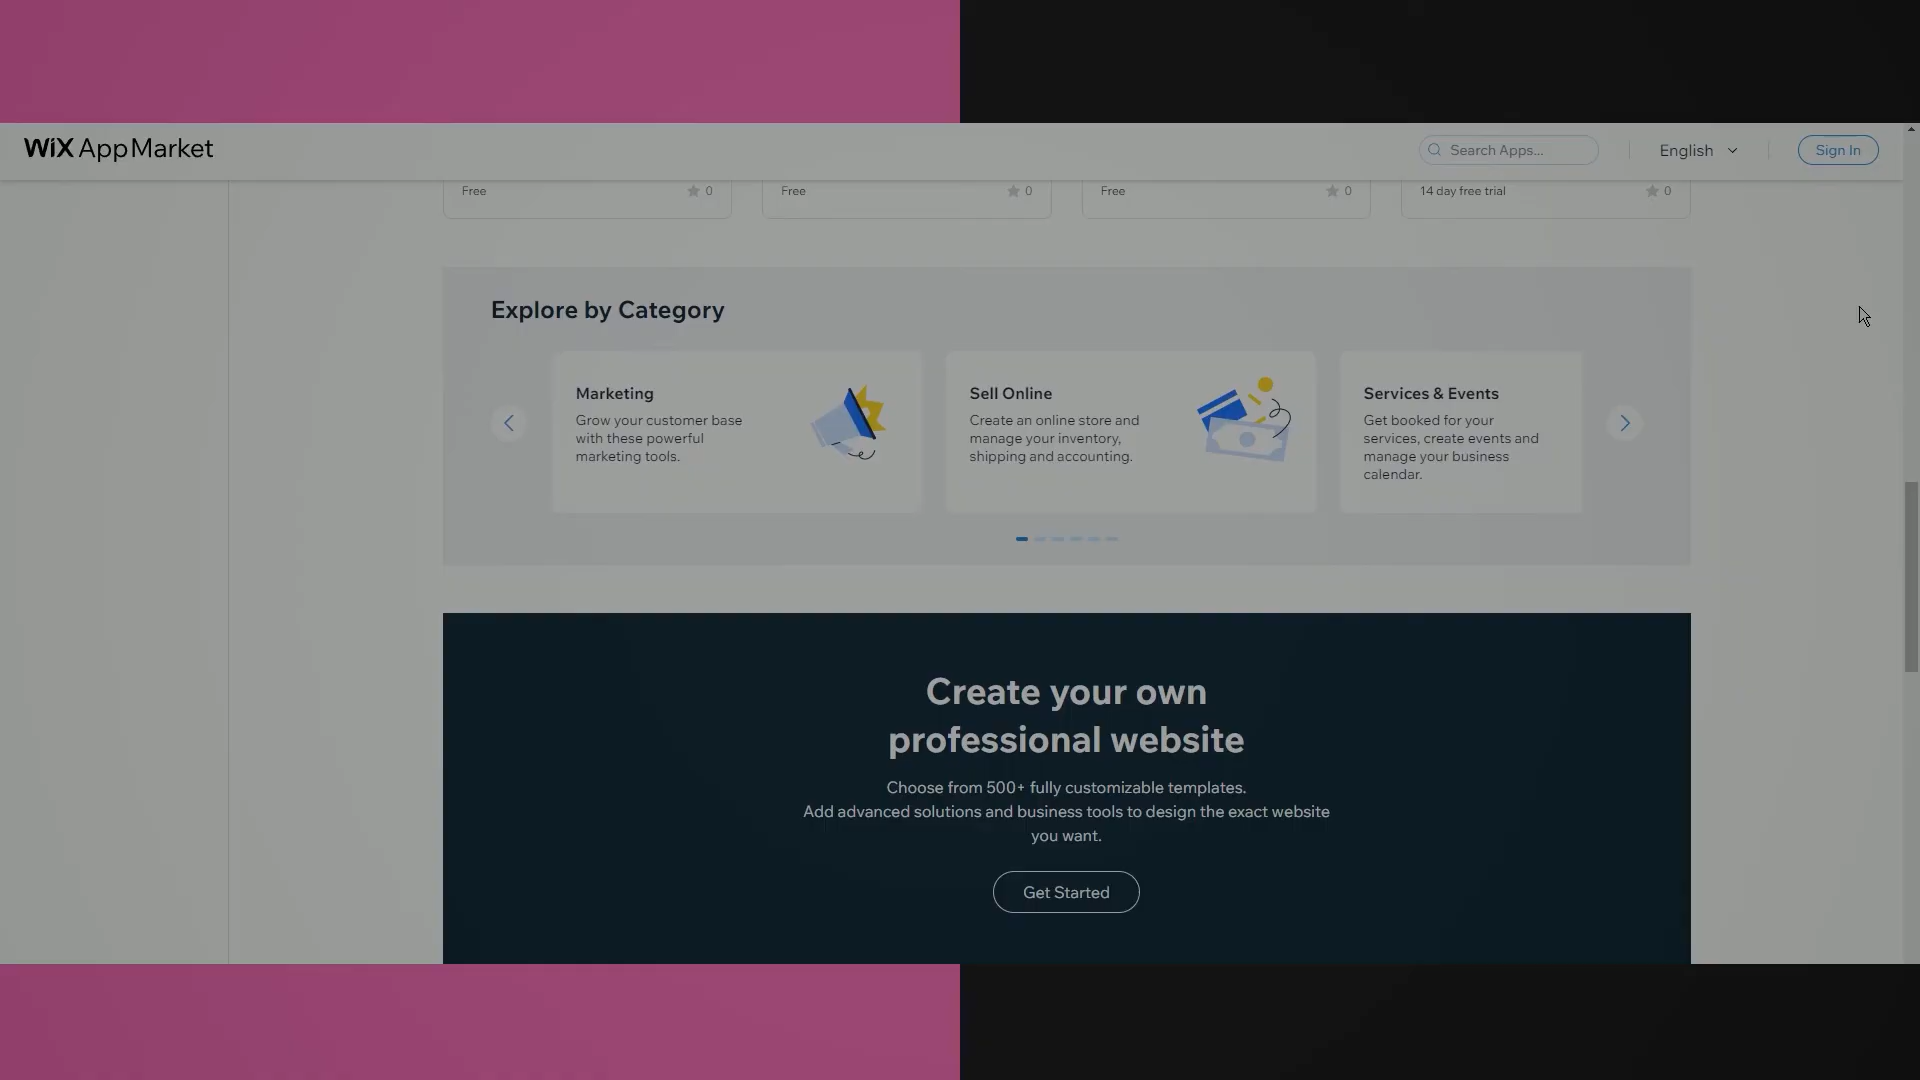 WiX App Market
Search Apps...
English
Sign In
Free
0
Free
0
Free
0
14 day free trial
0
Explore by Category
Marketing
Grow your customer base
with these powerful
marketing tools.
Sell Online
Create an online store and
manage your inventory,
shipping and accounting.
Services & Events
Get booked for your
services, create events and
manage your business
calendar.
Create your own
professional website
Choose from 500+ fully customizable templates.
Add advanced solutions and business tools to design the exact website
you want.
Get Started